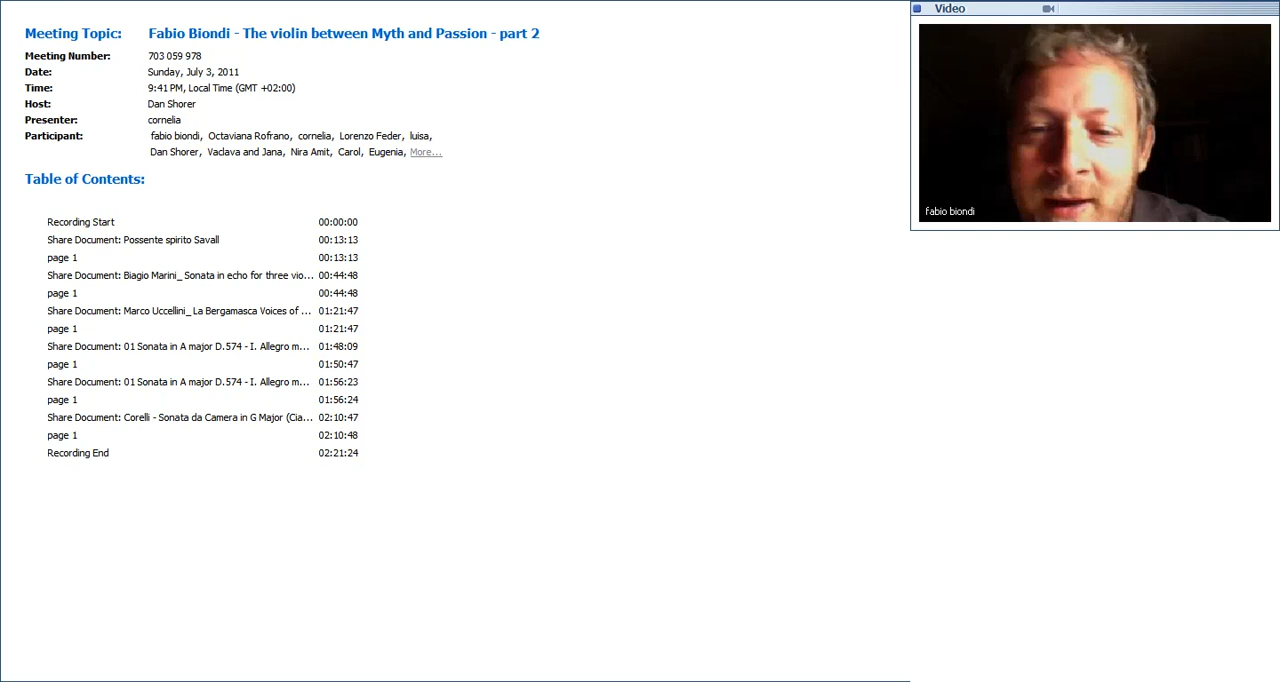 Meeting Topic: Fabio Biondi - The violin between Myth and Passion - part 2
Meeting Number: 703 059 978
Date: Sunday, July 3, 2011
Time: 9:41 PM, Local Time (GMT +02:00)
Host: Dan Shorer
Presenter: cornelia
Participant: fabio biondi, Octaviana Rofrano, cornelia, Lorenzo Feder, luisa,
Dan Shorer, Vaclava and Jana, Nira Amit, Carol, Eugenia, More...
Table of Contents:
Recording Start 00:00:00
Share Document: Possente spirito Savall 00:13:13
page 1 00:13:13
Share Document: Biagio Marini_ Sonata in echo for three vio... 00:44:48
page 1 00:44:48
Share Document: Marco Uccellini_ La Bergamasca Voices of ... 01:21:47
page 1 01:21:47
Share Document: 01 Sonata in A major D.574 - I. Allegro m... 01:48:09
page 1 01:50:47
Share Document: 01 Sonata in A major D.574 - I. Allegro m... 01:56:23
page 1 01:56:24
Share Document: Corelli - Sonata da Camera in G Major (Cia... 02:10:47
page 1 02:10:48
Recording End 02:21:24
Video
fabio biondi